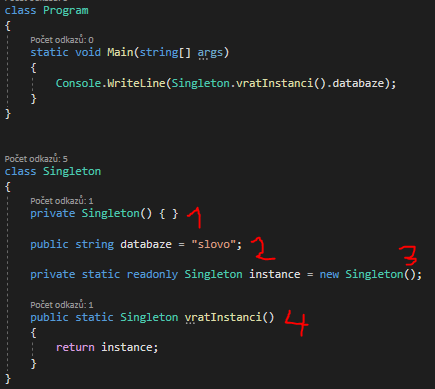 class Program
{
Počet odkazů: 0
static void Main(string[] args)
{
Console.WriteLine(Singleton.vratInstanci().databaze);
}
}
Počet odkazů: 5
class Singleton
{
Počet odkazů: 1
private Singleton() { } 1
public string databaze = "slovo"; 2
3
private static readonly Singleton instance = new Singleton();
Počet odkazů: 1
public static Singleton vratInstanci() 4
{
return instance;
}
}